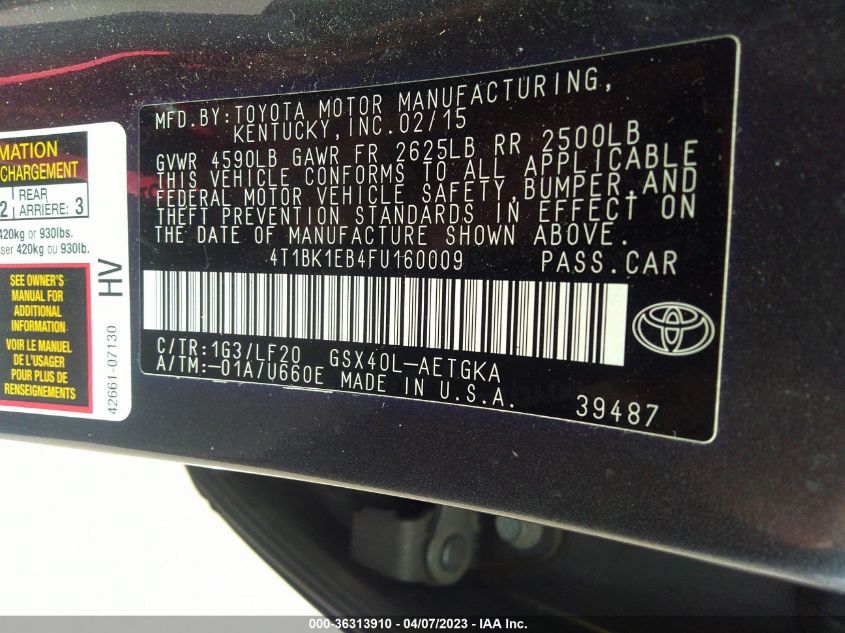 MFD.BY:TOYOTA MOTOR MANUFACTURING,
KENTUCKY,INC.02/15
GVWR 4590LB GAWR FR 2625LB RR 2500LB
THIS VEHICLE CONFORMS TO ALL APPLICABLE
FEDERAL MOTOR VEHICLE SAFETY,BUMPER,AND
THEFT PREVENTION STANDARDS IN EFFECT ON
THE DATE OF MANUFACTURE SHOWN ABOVE.
4T1BK1EB4FU160009 PASS.CAR
C/TR:1G3/LF20 GSX40L-AETGKA
A/TM:-01A/U660E MADE IN U.S.A. 39487
MATION
CHARGEMENT
2 REAR
ARRIÈRE: 3
420kg or 930lbs.
ser 420kg ou 930lb.
SEE OWNER'S
MANUAL FOR
ADDITIONAL
INFORMATION
VOIR LE MANUEL
DE L'USAGER
POUR PLUS DE
RENSEIGNEMENTS
HV
42661-07130
000-36313910 - 04/07/2023 - IAA Inc.